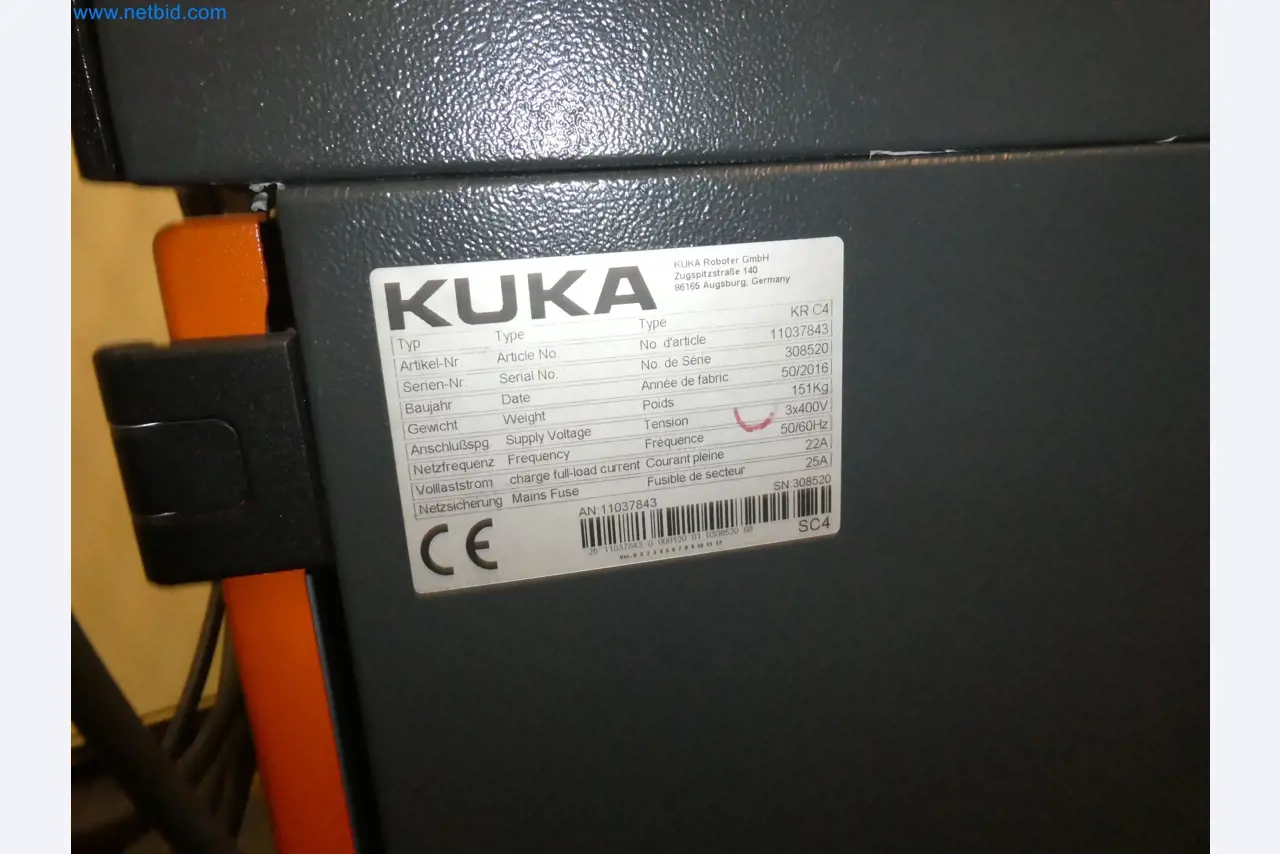 www.netbid.com
KUKA
KUKA Roboter GmbH
Zugspitzstraße 140
86165 Augsburg, Germany
Typ Type Type KR C4
Artikel-Nr. Article No. No. d'article 11037843
Serien-Nr. Serial No. No. de Série 308520
Baujahr Date Année de fabric. 50/2016
Gewicht Weight Poids 151Kg
Anschlußspg. Supply Voltage Tension 3x400V
Netzfrequenz Frequency Fréquence 50/60Hz
Volllaststrom charge full-load current Courant pleine 22A
Netzsicherung Mains Fuse Fusible de secteur 25A
AN:11037843 SN:308520
CE SC4